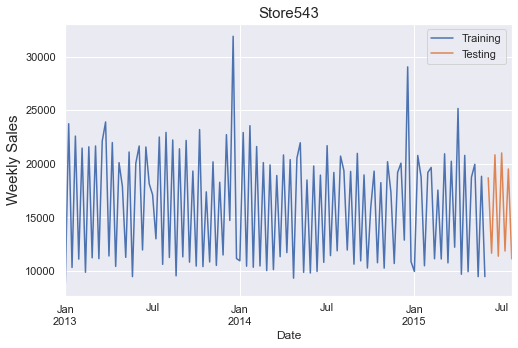 Store543
Training
Testing
Weekly Sales
30000
25000
20000
15000
10000
Jan
2013
Jul
Jan
2014
Jul
Jan
2015
Jul
Date